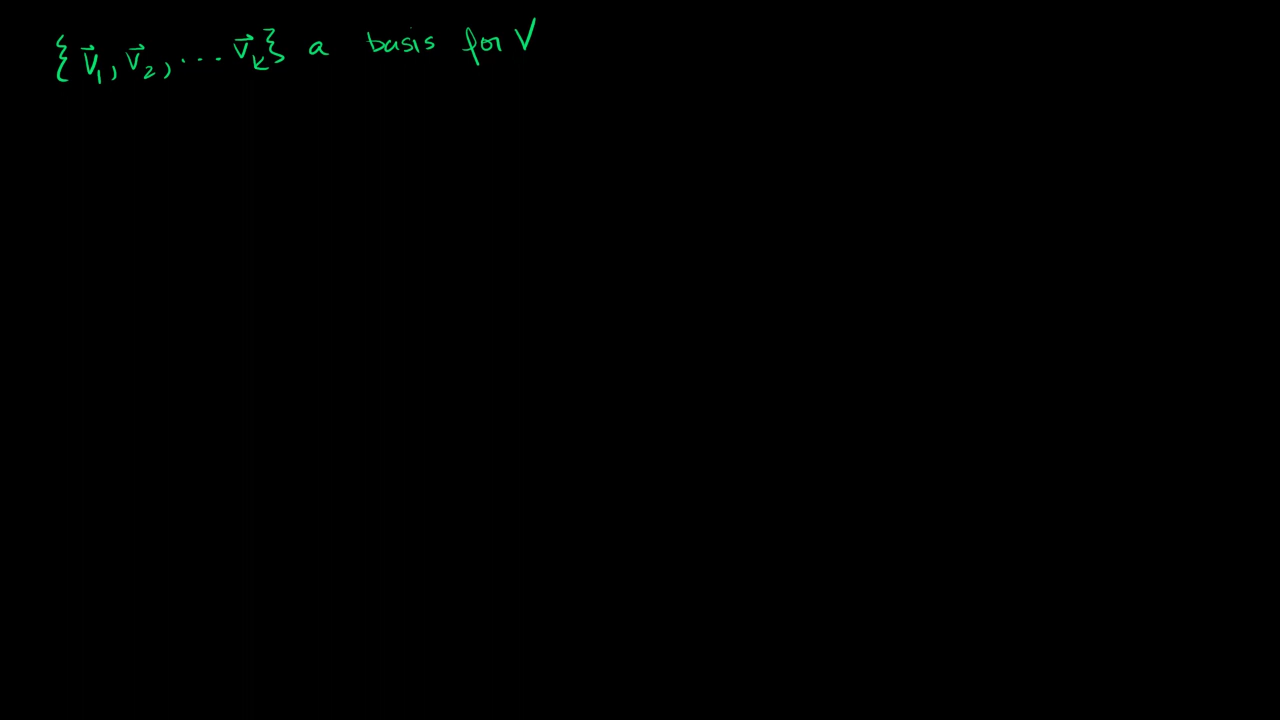 {v⃗₁, v⃗₂, ... v⃗ₖ} a basis for V